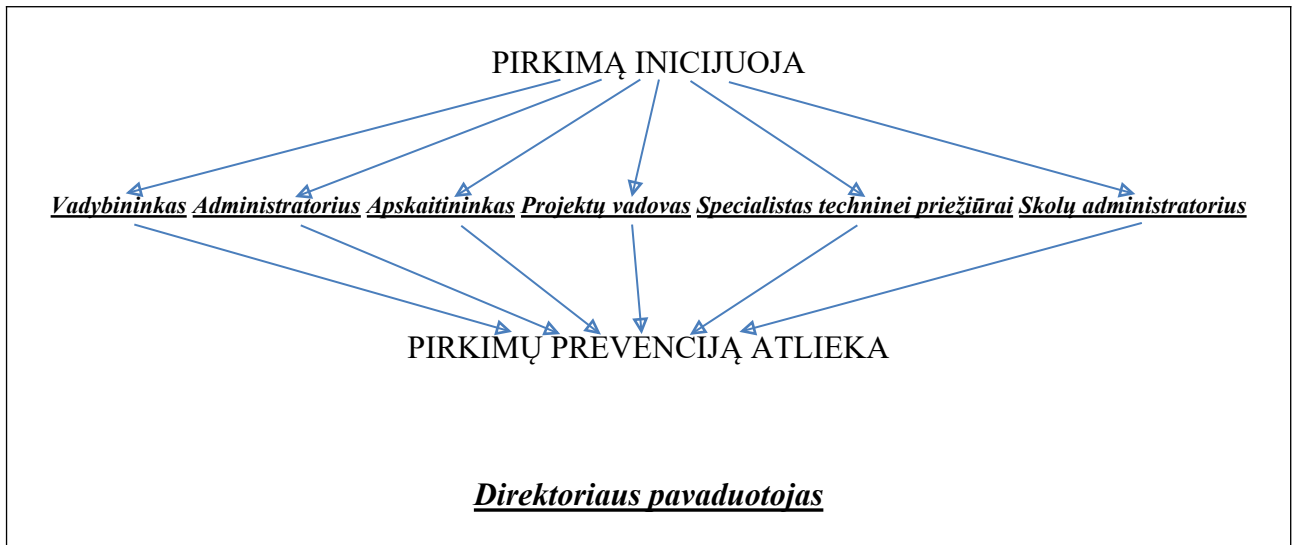 PIRKIMĄ INICIJUOJA
Vadybininkas Administratorius Apskaitininkas Projektų vadovas Specialistas techninei priežiūrai Skolų administratorius
PIRKIMŲ PREVENCIJĄ ATLIEKA
Direktoriaus pavaduotojas